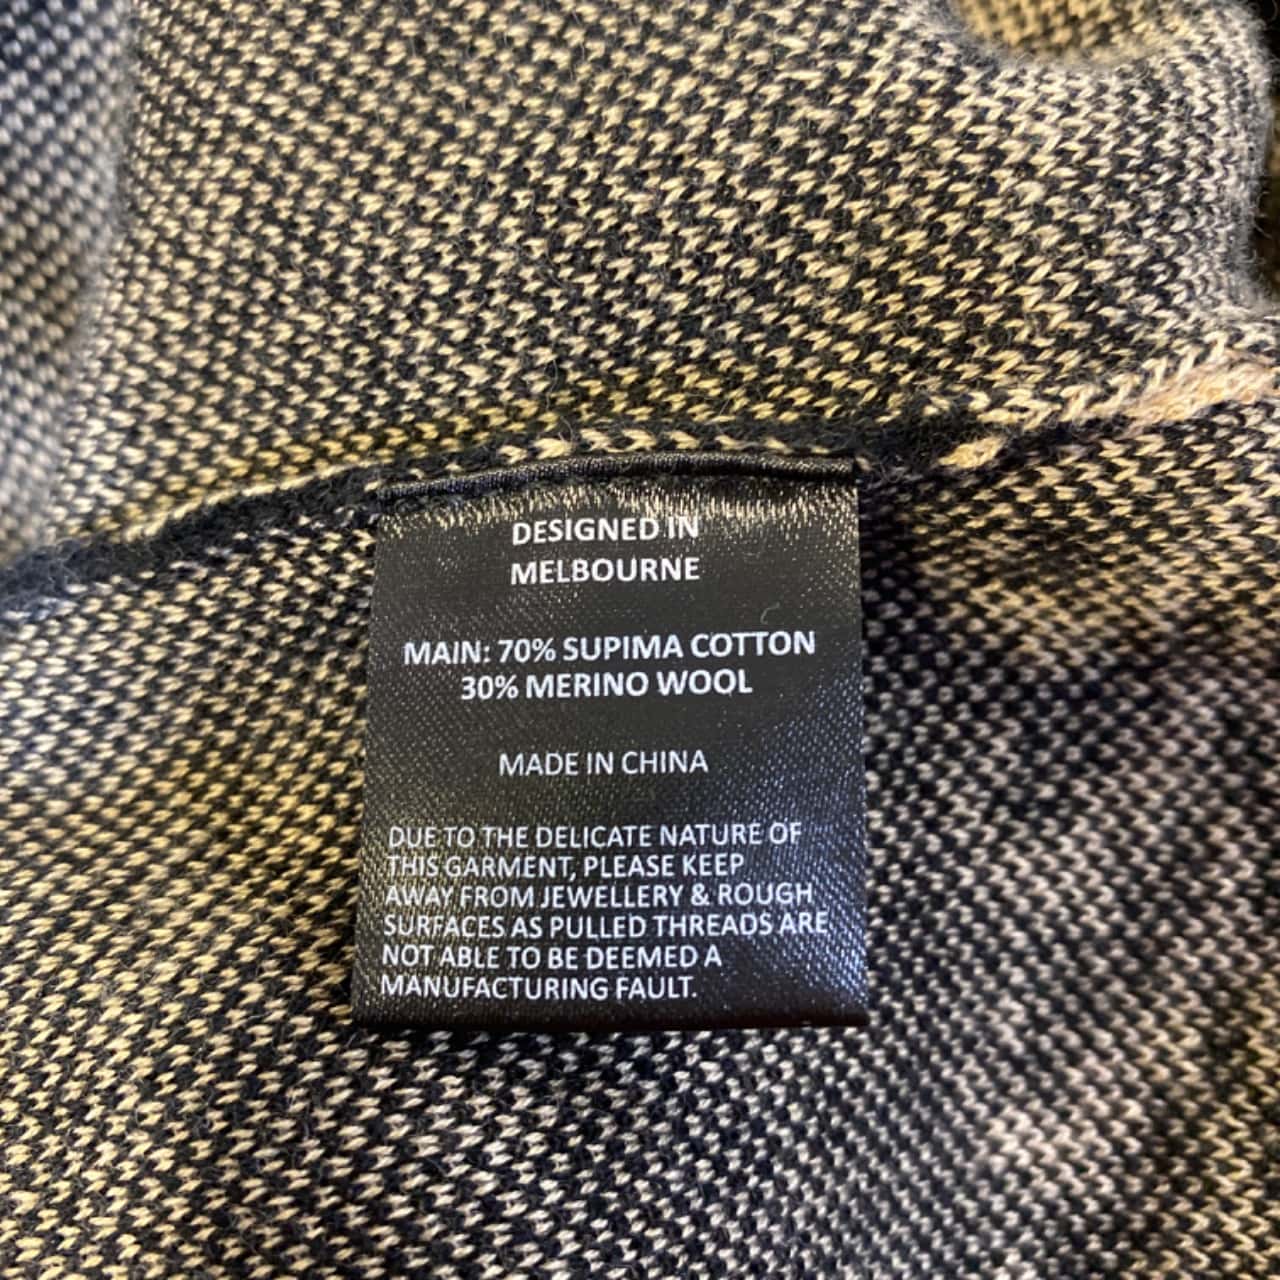 DESIGNED IN
MELBOURNE
MAIN: 70% SUPIMA COTTON
30% MERINO WOOL
MADE IN CHINA
DUE TO THE DELICATE NATURE OF
THIS GARMENT, PLEASE KEEP
AWAY FROM JEWELLERY & ROUGH
SURFACES AS PULLED THREADS ARE
NOT ABLE TO BE DEEMED A
MANUFACTURING FAULT.